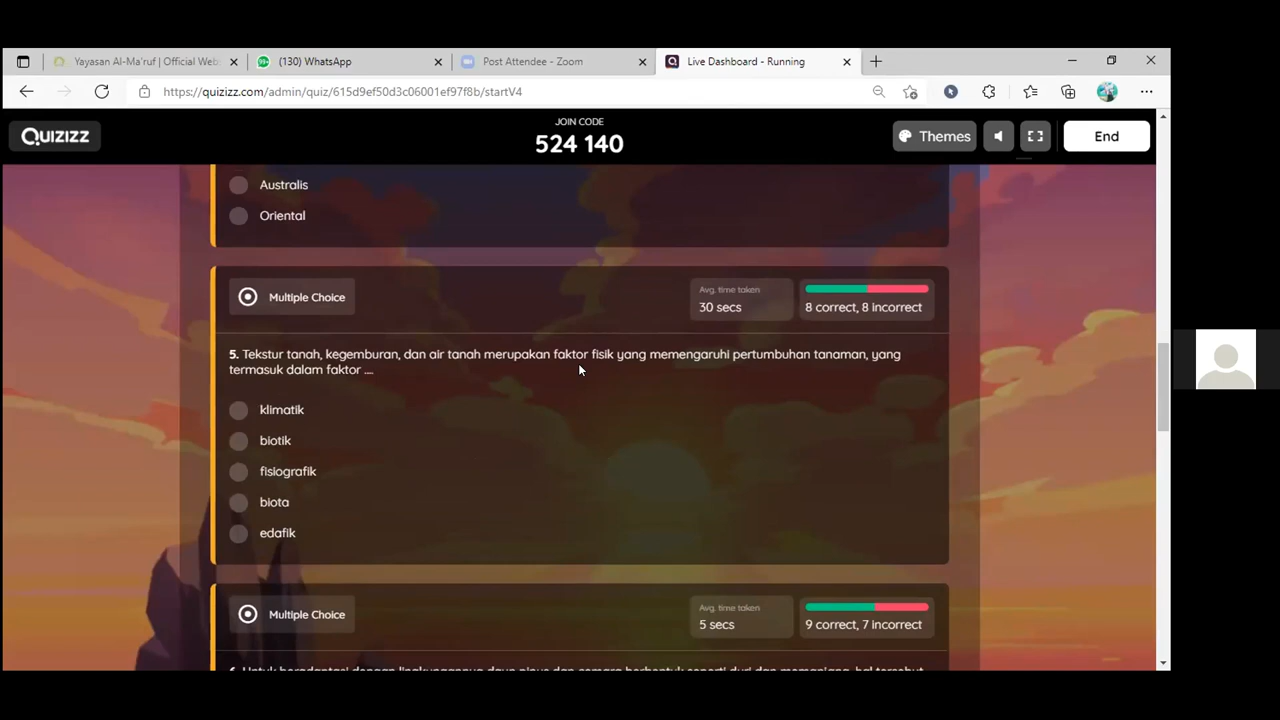 Yayasan Al-Ma'ruf | Official Web
99+ (130) WhatsApp
Post Attendee - Zoom
Live Dashboard - Running
https://quizizz.com/admin/quiz/615d9ef50d3c06001ef97f8b/startV4
QUIZIZZ
JOIN CODE
524 140
Themes
End
Australis
Oriental
Multiple Choice
Avg. time taken
30 secs
8 correct, 8 incorrect
5. Tekstur tanah, kegemburan, dan air tanah merupakan faktor fisik yang memengaruhi pertumbuhan tanaman, yang
termasuk dalam faktor ....
klimatik
biotik
fisiografik
biota
edafik
Multiple Choice
Avg. time taken
5 secs
9 correct, 7 incorrect